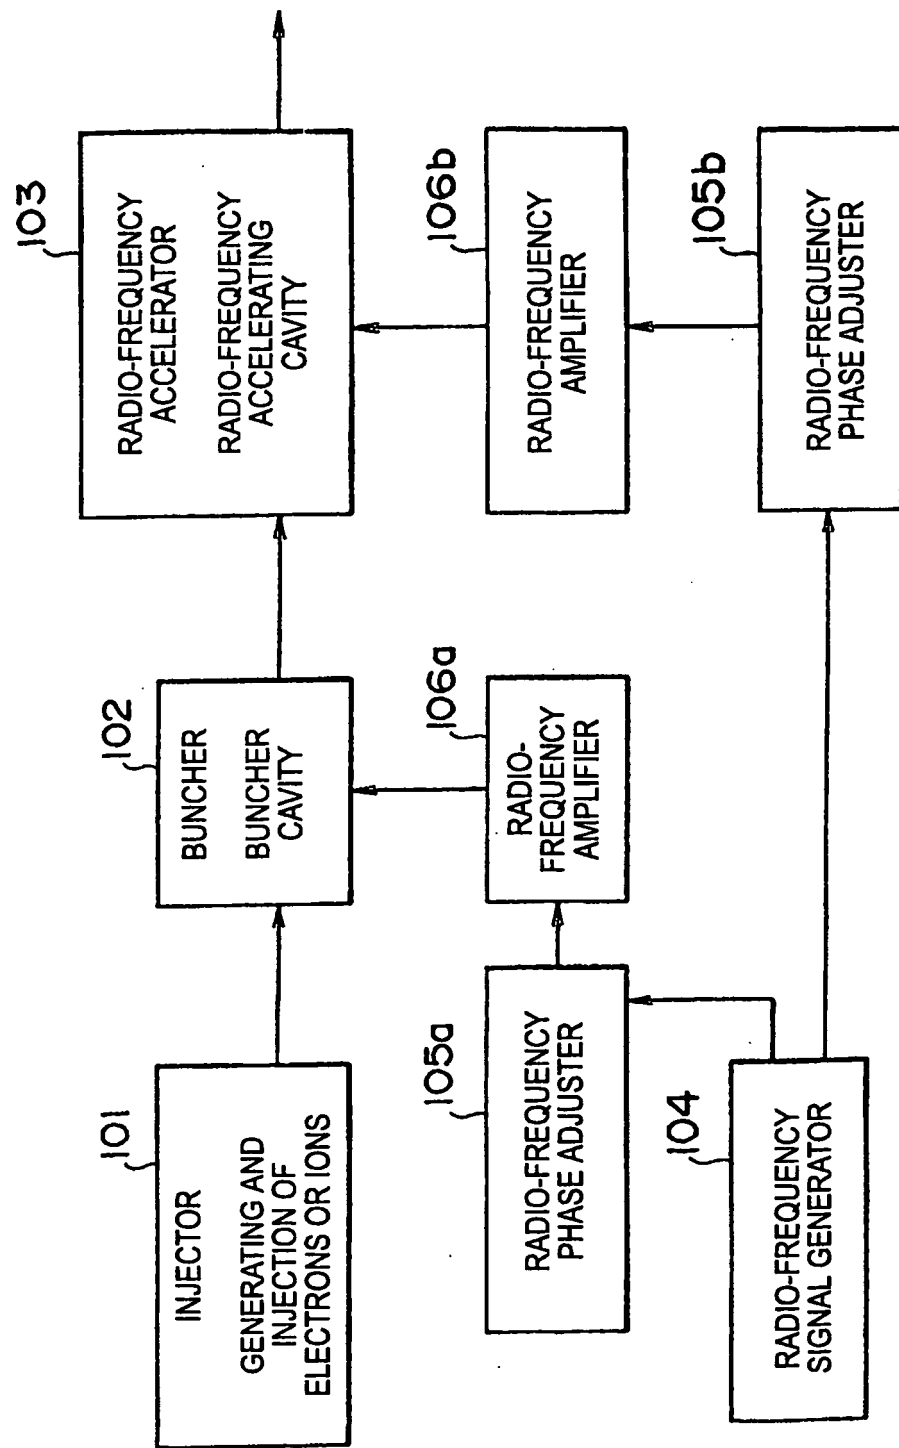 101
INJECTOR
GENERATING AND
INJECTION OF
ELECTRONS OR IONS
102
BUNCHER
BUNCHER
CAVITY
103
RADIO-FREQUENCY
ACCELERATOR
RADIO-FREQUENCY
ACCELERATING
CAVITY
105a
RADIO-FREQUENCY
PHASE ADJUSTER
106a
RADIO-
FREQUENCY
AMPLIFIER
106b
RADIO-FREQUENCY
AMPLIFIER
104
RADIO-FREQUENCY
SIGNAL GENERATOR
105b
RADIO-FREQUENCY
PHASE ADJUSTER